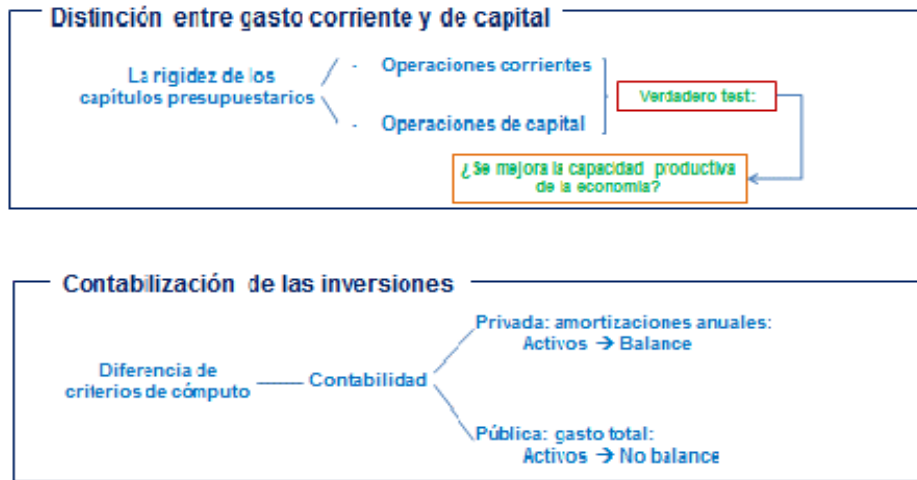 Distinción entre gasto corriente y de capital
La rigidez de los
capítulos presupuestarios
- Operaciones corrientes
- Operaciones de capital
Verdadero test:
¿Se mejora la capacidad productiva
de la economía?
Contabilización de las inversiones
Diferencia de
criterios de cómputo
Contabilidad
Privada: amortizaciones anuales:
Activos → Balance
Pública: gasto total:
Activos → No balance